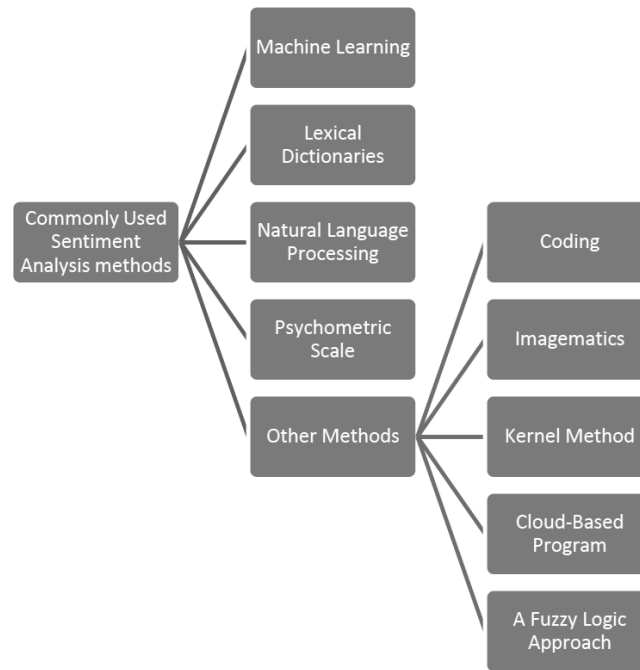 Commonly Used
Sentiment
Analysis methods
Machine Learning
Lexical
Dictionaries
Natural Language
Processing
Psychometric
Scale
Other Methods
Coding
Imagematics
Kernel Method
Cloud-Based
Program
A Fuzzy Logic
Approach